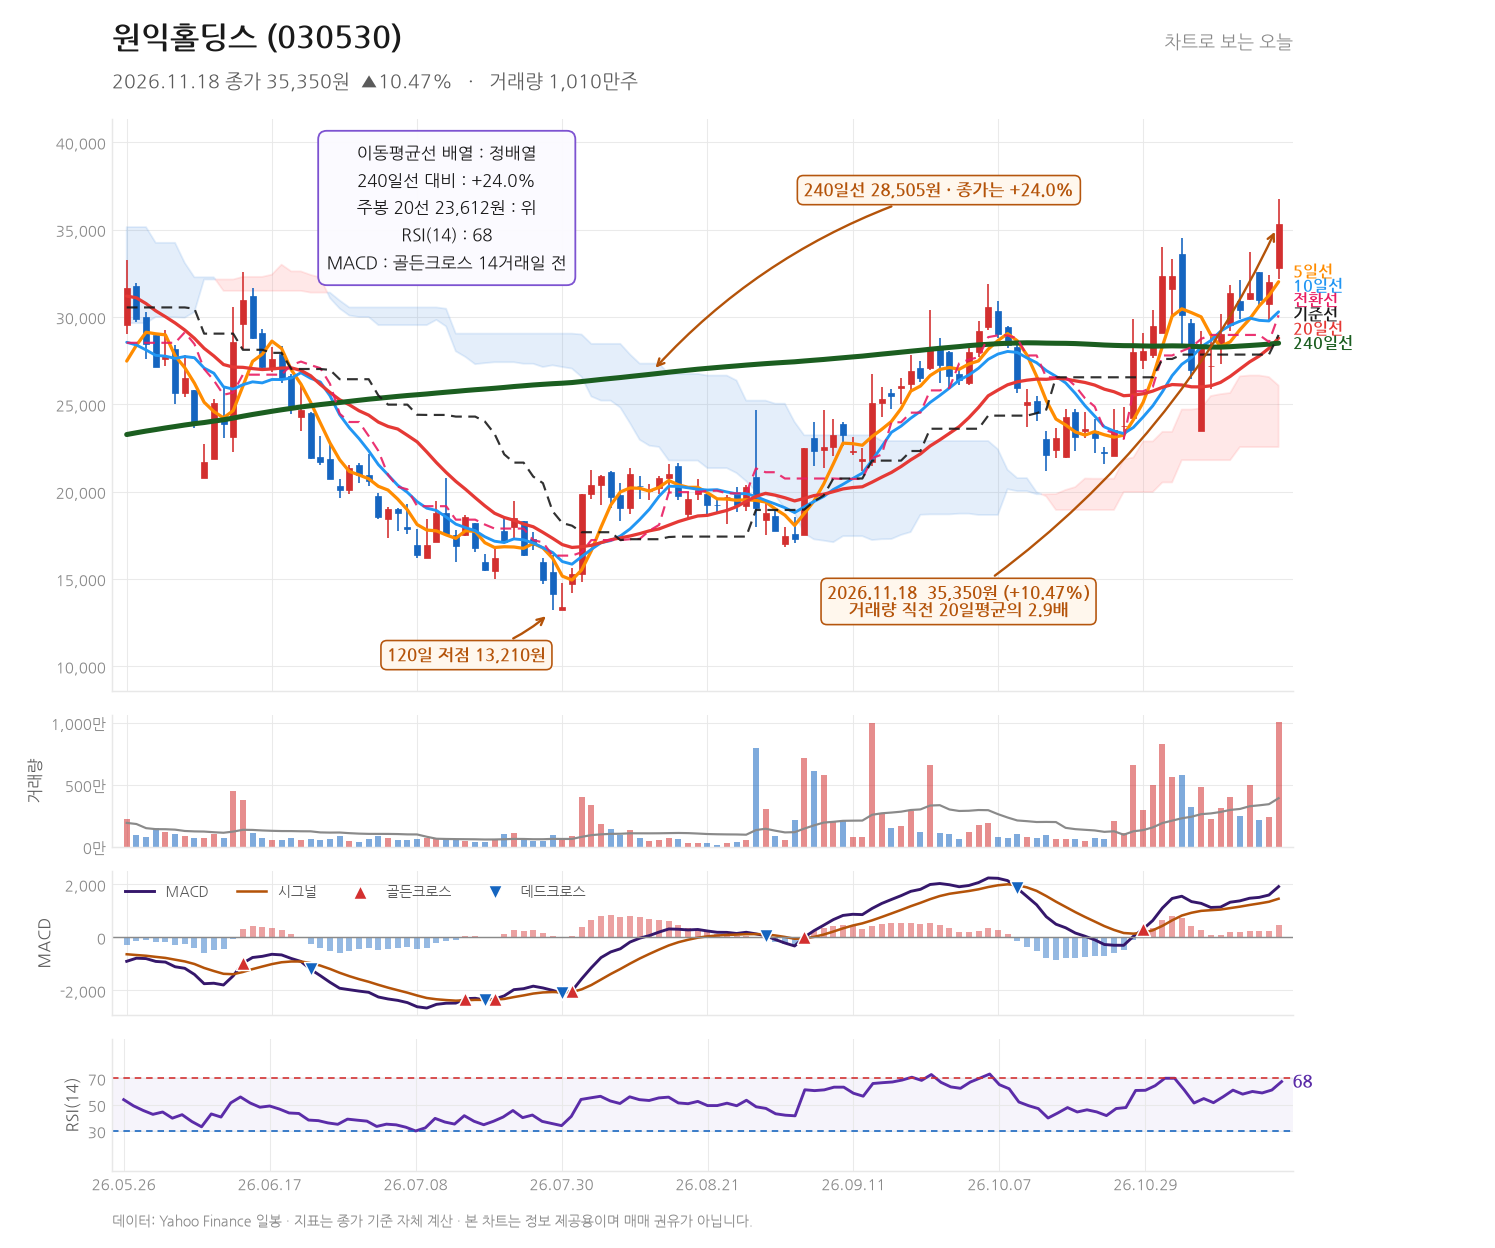 원익홀딩스 (030530)
차트로 보는 오늘
2026.11.18 종가 35,350원 ▲10.47% · 거래량 1,010만주
40,000
35,000
30,000
25,000
20,000
15,000
10,000
이동평균선 배열 : 정배열
240일선 대비 : +24.0%
주봉 20선 23,612원 : 위
RSI(14) : 68
MACD : 골든크로스 14거래일 전
240일선 28,505원 · 종가는 +24.0%
5일선
10일선
전환선
기준선
20일선
240일선
2026.11.18 35,350원 (+10.47%)
거래량 직전 20일평균의 2.9배
120일 저점 13,210원
거래량
1,000만
500만
0만
MACD
2,000
0
-2,000
MACD 시그널 골든크로스 데드크로스
RSI(14)
70
50
30
68
26.05.26 26.06.17 26.07.08 26.07.30 26.08.21 26.09.11 26.10.07 26.10.29
데이터: Yahoo Finance 일봉 · 지표는 종가 기준 자체 계산 · 본 차트는 정보 제공용이며 매매 권유가 아닙니다.